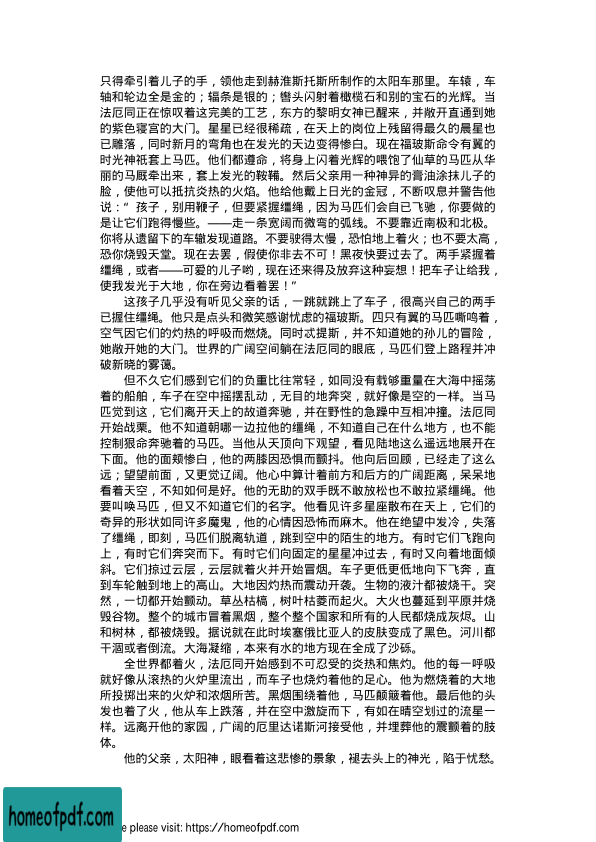 只得牵引着儿子的手，领他走到赫淮斯托斯所制作的太阳车那里。车辕，车
轴和轮边全是金的；辐条是银的；辔头闪射着橄榄石和别的宝石的光辉。当
法厄同正在惊叹着这完美的工艺，东方的黎明女神已醒来，并敞开直通到她
的紫色寝宫的大门。星星已经很稀疏，在天上的岗位上残留得最久的晨星也
已雕落，同时新月的弯角也在发光的天边变得惨白。现在福玻斯命令有翼的
时光神祇套上马匹。他们都遵命，将身上闪着光辉的喂饱了仙草的马匹从华
丽的马厩牵出来，套上发光的鞍鞴。然后父亲用一种神异的膏油涂抹儿子的
脸，使他可以抵抗炎热的火焰。他给他戴上日光的金冠，不断叹息并警告他
说：“孩子，别用鞭子，但要紧握缰绳，因为马匹们会自已飞驰，你要做的
是让它们跑得慢些。——走一条宽阔而微弯的弧线。不要靠近南极和北极。
你将从遗留下的车辙发现道路。不要驶得太慢，恐怕地上着火；也不要太高，
恐你烧毁天堂。现在去罢，假使你非去不可！黑夜快要过去了。两手紧握着
缰绳，或者——可爱的儿子哟，现在还来得及放弃这种妄想！把车子让给我，
使我发光于大地，你在旁边看着罢！”
这孩子几乎没有听见父亲的话，一跳就跳上了车子，很高兴自己的两手
已握住缰绳。他只是点头和微笑感谢忧虑的福玻斯。四只有翼的马匹嘶鸣着，
空气因它们的灼热的呼吸而燃烧。同时忒提斯，并不知道她的孙儿的冒险，
她敞开她的大门。世界的广阔空间躺在法厄同的眼底，马匹们登上路程并冲
破新晓的雾霭。
但不久它们感到它们的负重比往常轻，如同没有载够重量在大海中摇荡
着的船舶，车子在空中摇摆乱动，无目的地奔突，就好像是空的一样。当马
匹觉到这，它们离开天上的故道奔驰，并在野性的急躁中互相冲撞。法厄同
开始战栗。他不知道朝哪一边拉他的缰绳，不知道自己在什么地方，也不能
控制狠命奔驰着的马匹。当他从天顶向下观望，看见陆地这么遥远地展开在
下面。他的面颊惨白，他的两膝因恐惧而颤抖。他向后回顾，已经走了这么
远；望望前面，又更觉辽阔。他心中算计着前方和后方的广阔距离，呆呆地
看着天空，不知如何是好。他的无助的双手既不敢放松也不敢拉紧缰绳。他
要叫唤马匹，但又不知道它们的名字。他看见许多星座散布在天上，它们的
奇异的形状如同许多魔鬼，他的心情因恐怖而麻木。他在绝望中发冷，失落
了缰绳，即刻，马匹们脱离轨道，跳到空中的陌生的地方。有时它们飞跑向
上，有时它们奔突而下。有时它们向固定的星星冲过去，有时又向着地面倾
斜。它们掠过云层，云层就着火并开始冒烟。车子更低更低地向下飞奔，直
到车轮触到地上的高山。大地因灼热而震动开袭。生物的液汁都被烧干。突
然，一切都开始颤动。草丛枯槁，树叶枯萎而起火。大火也蔓延到平原并烧
毁谷物。整个的城市冒着黑烟，整个整个国家和所有的人民都烧成灰烬。山
和树林，都被烧毁。据说就在此时埃塞俄比亚人的皮肤变成了黑色。河川都
干涸或者倒流。大海凝缩，本来有水的地方现在全成了沙砾。
全世界都着火，法厄同开始感到不可忍受的炎热和焦灼。他的每一呼吸
就好像从滚热的火炉里流出，而车子也烧灼着他的足心。他为燃烧着的大地
所投掷出来的火炉和浓烟所苦。黑烟围绕着他，马匹颠簸着他。最后他的头
发也着了火，他从车上跌落，并在空中激旋而下，有如在晴空划过的流星一
样。远离开他的家园，广阔的厄里达诺斯河接受他，并埋葬他的震颤着的肢
体。
他的父亲，太阳神，眼看着这悲惨的景象，褪去头上的神光，陷于忧愁。
homeofpdf.com
e please visit: https://homeofpdf.com